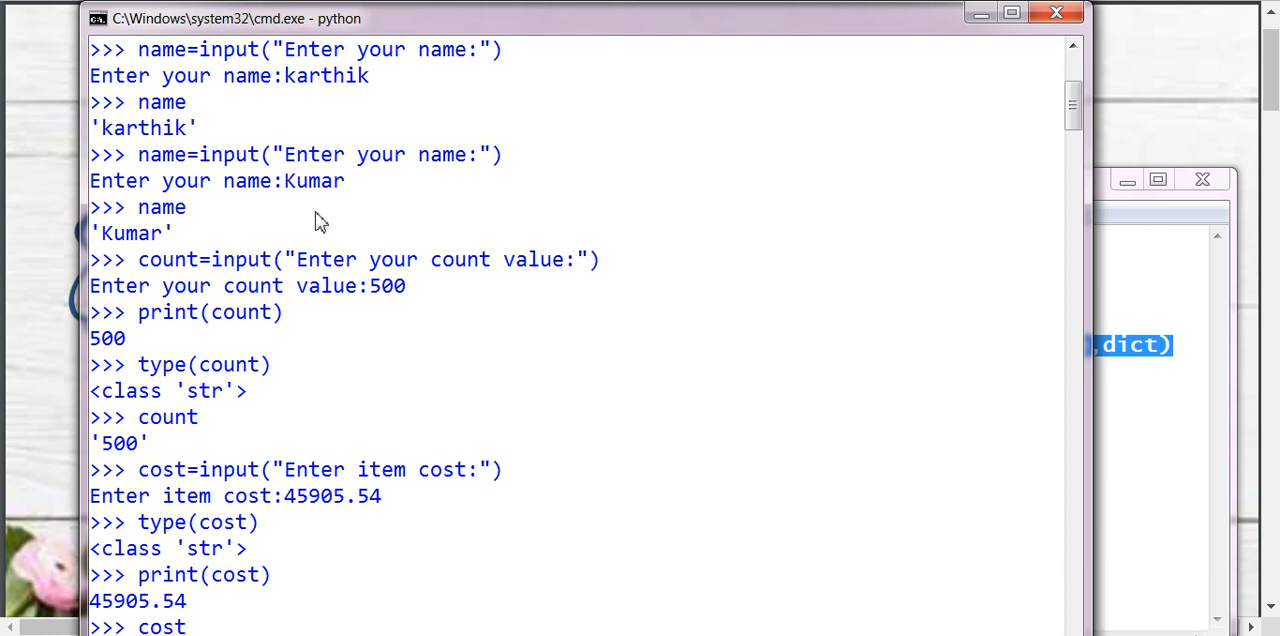 C:\Windows\system32\cmd.exe - python
>>> name=input("Enter your name:")
Enter your name:karthik
>>> name
'karthik'
>>> name=input("Enter your name:")
Enter your name:Kumar
>>> name
'Kumar'
>>> count=input("Enter your count value:")
Enter your count value:500
>>> print(count)
500
>>> type(count)
<class 'str'>
>>> count
'500'
>>> cost=input("Enter item cost:")
Enter item cost:45905.54
>>> type(cost)
<class 'str'>
>>> print(cost)
45905.54
>>> cost
,dict)